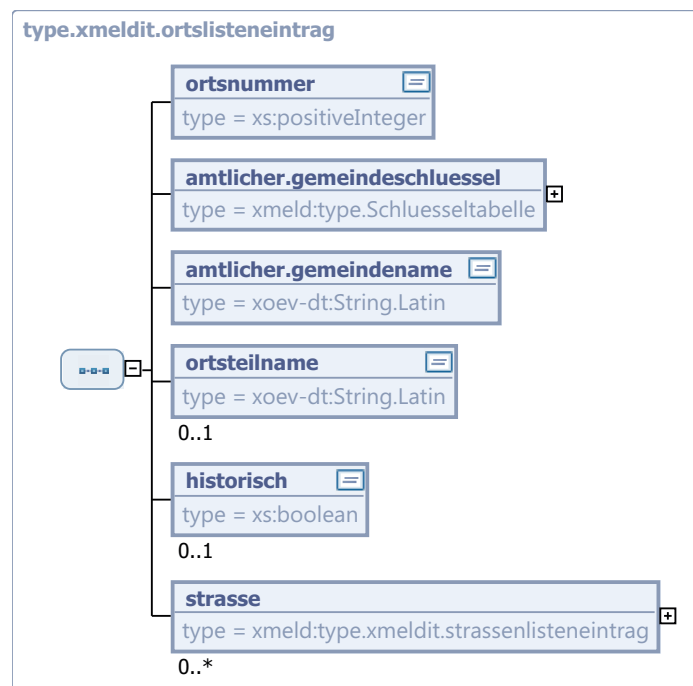 type.xmeldit.ortslisteneintrag
ortsnummer
type = xs:positiveInteger
amtlicher.gemeindeschluessel
type = xmeld:type.Schluesseltabelle
amtlicher.gemeindename
type = xoev-dt:String.Latin
ortsteilname
type = xoev-dt:String.Latin
0..1
historisch
type = xs:boolean
0..1
strasse
type = xmeld:type.xmeldit.strassenlisteneintrag
0..*